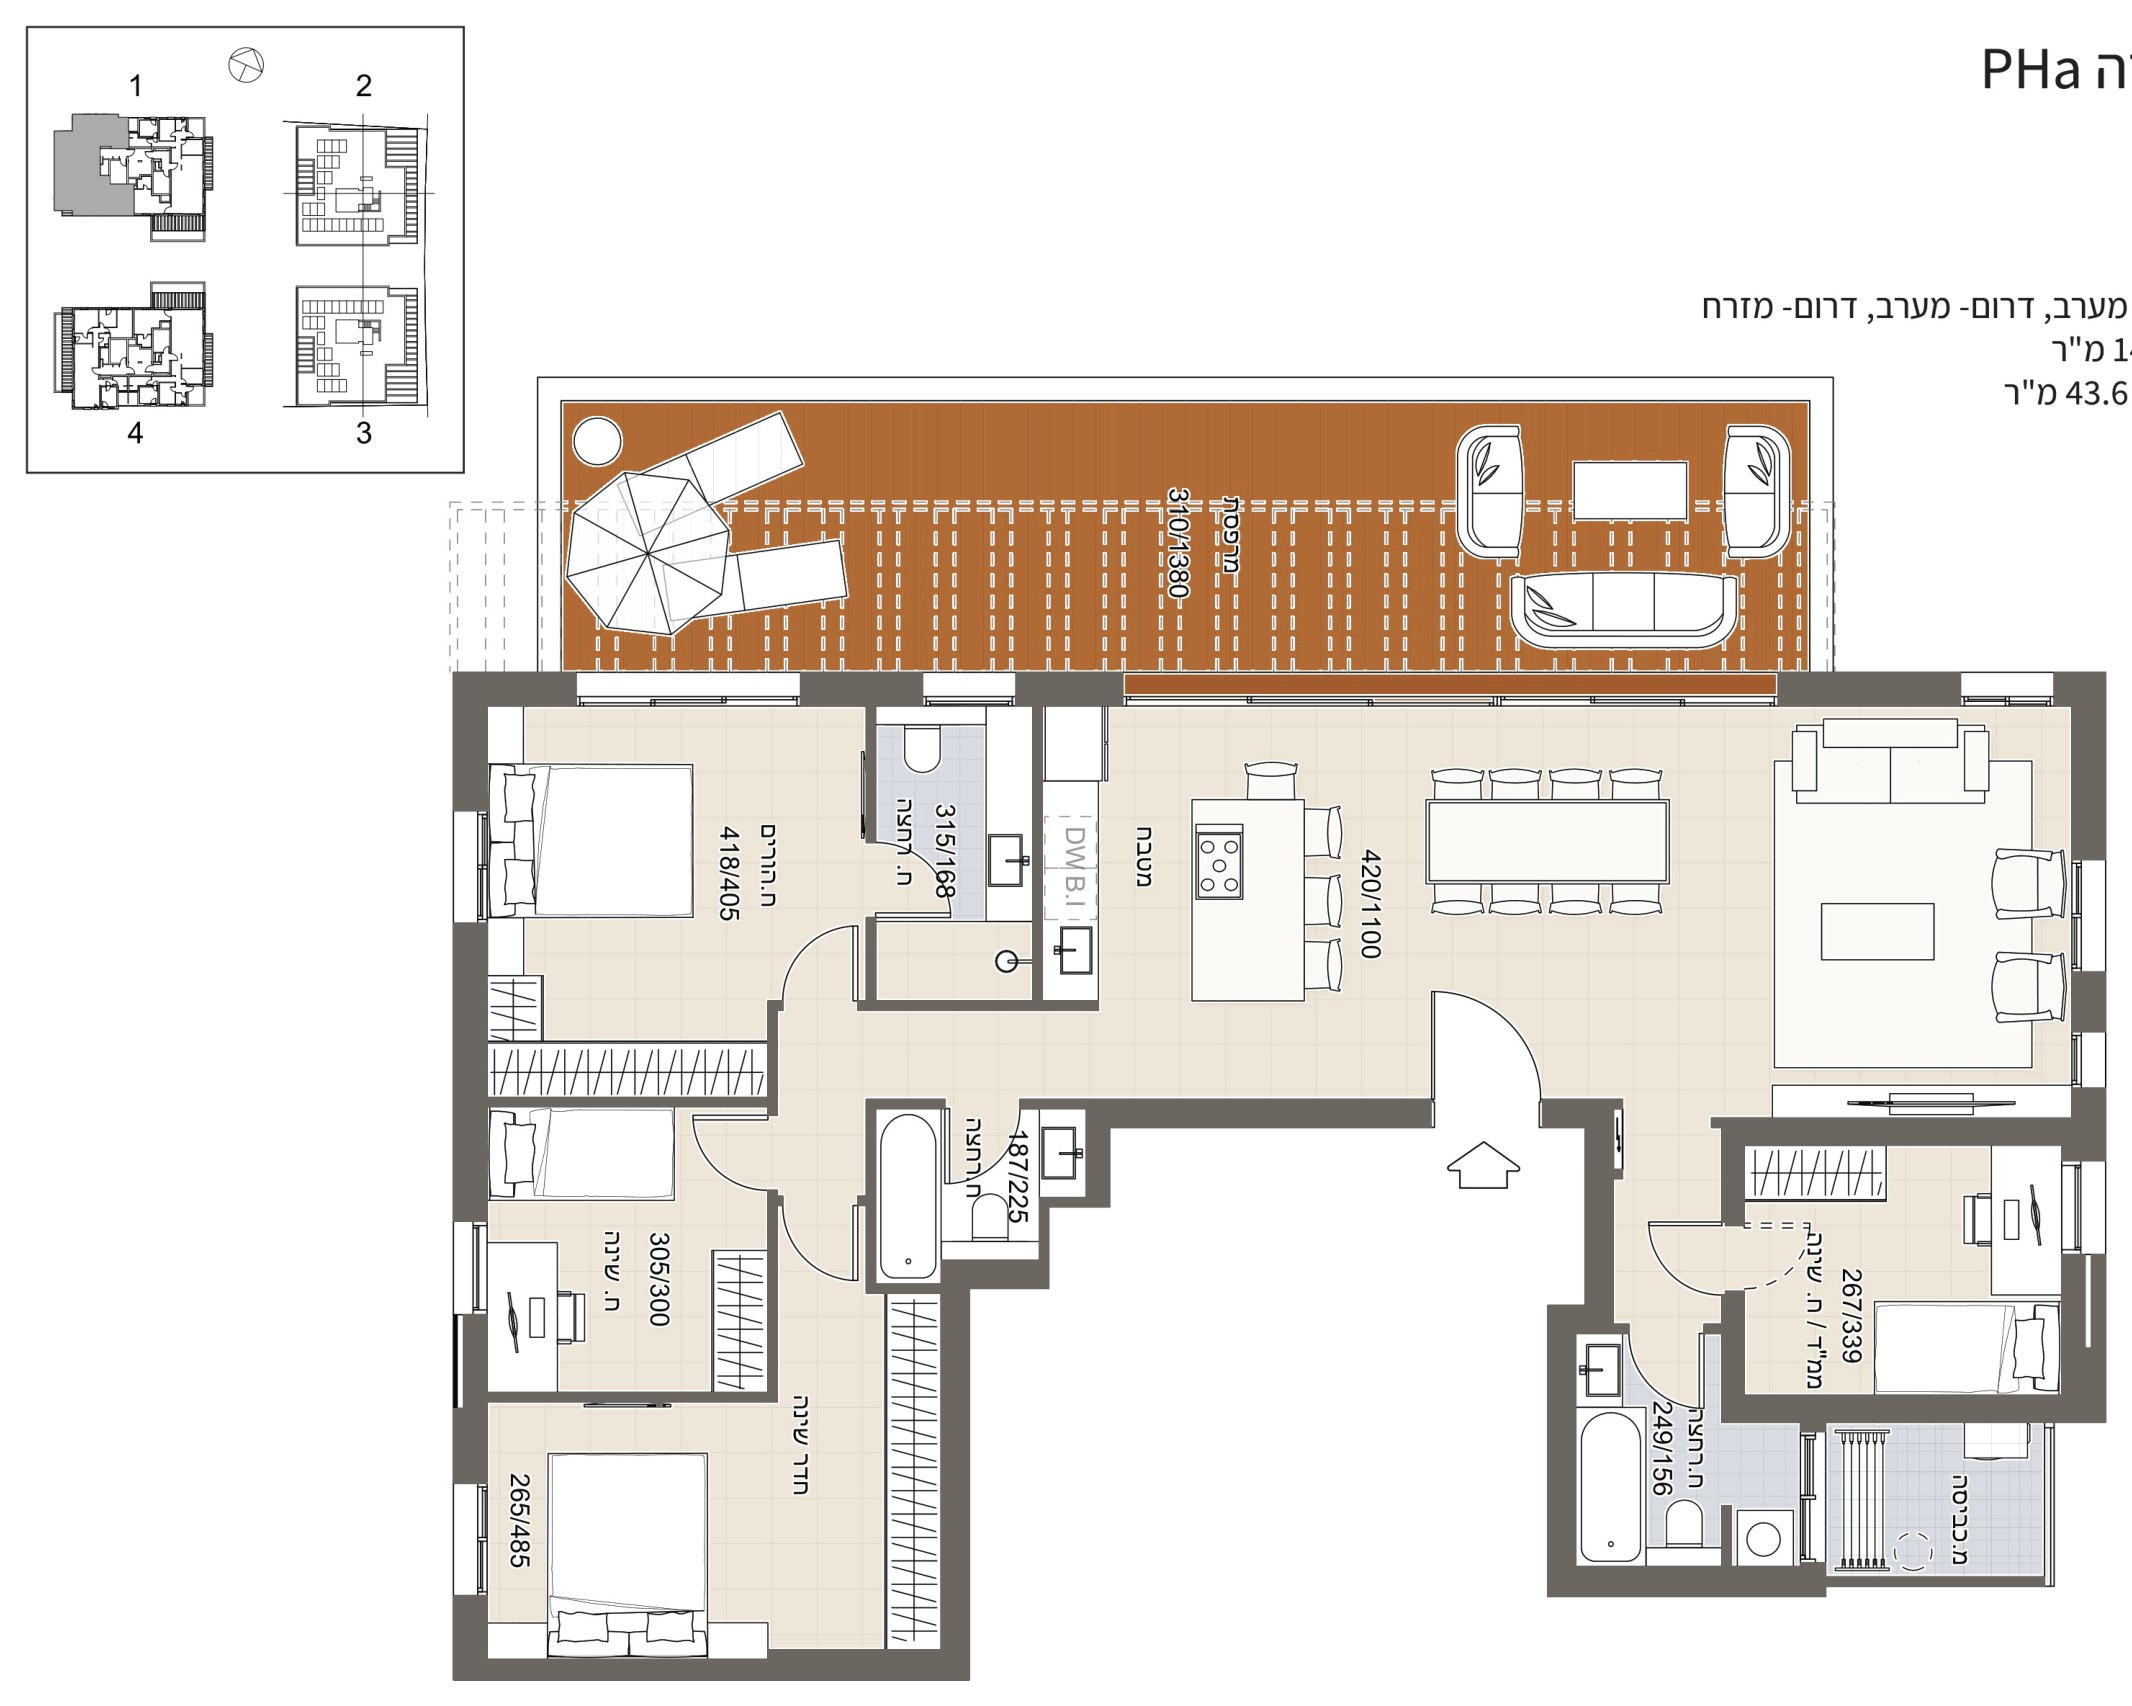 PHa
מערב, דרום- מערב, דרום- מזרח
מ"ר
43.6 מ"ר
1
2
4
3
מרפסת
310/1380
ח.הורים
418/405
ח. רחצה
315/168
DW B.I
מטבח
420/1100
ח.רחצה
187/225
ח. שינה
305/300
חדר שינה
265/485
ממ"ד / ח. שינה
267/339
ח.רחצה
249/156
מ.כביסה